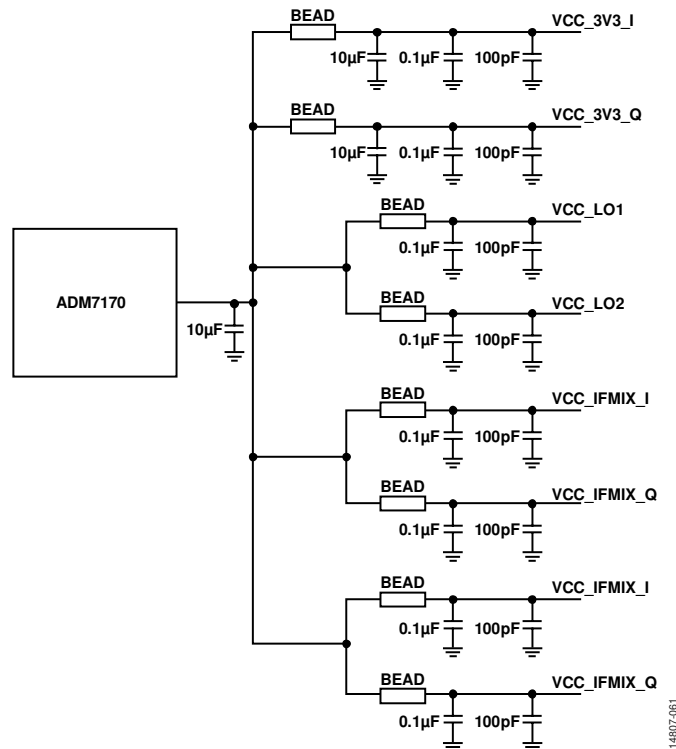 BEAD
VCC_3V3_I
10µF 0.1µF 100pF
BEAD
VCC_3V3_Q
10µF 0.1µF 100pF
BEAD
VCC_LO1
0.1µF 100pF
ADM7170
10µF
BEAD
VCC_LO2
0.1µF 100pF
BEAD
VCC_IFMIX_I
0.1µF 100pF
BEAD
VCC_IFMIX_Q
0.1µF 100pF
BEAD
VCC_IFMIX_I
0.1µF 100pF
BEAD
VCC_IFMIX_Q
0.1µF 100pF
14807-061